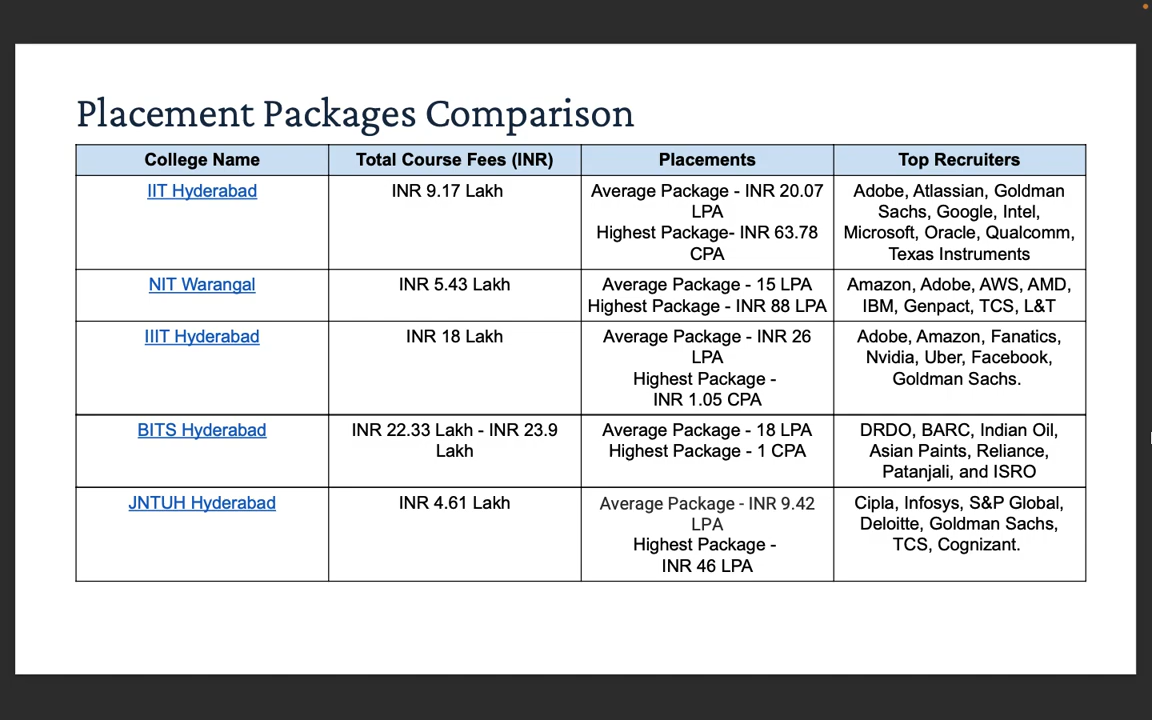 Placement Packages Comparison
College Name
Total Course Fees (INR)
Placements
Top Recruiters
IIT Hyderabad
INR 9.17 Lakh
Average Package - INR 20.07
LPA
Highest Package- INR 63.78
CPA
Adobe, Atlassian, Goldman
Sachs, Google, Intel,
Microsoft, Oracle, Qualcomm,
Texas Instruments
NIT Warangal
INR 5.43 Lakh
Average Package - 15 LPA
Highest Package - INR 88 LPA
Amazon, Adobe, AWS, AMD,
IBM, Genpact, TCS, L&T
IIIT Hyderabad
INR 18 Lakh
Average Package - INR 26
LPA
Highest Package -
INR 1.05 CPA
Adobe, Amazon, Fanatics,
Nvidia, Uber, Facebook,
Goldman Sachs.
BITS Hyderabad
INR 22.33 Lakh - INR 23.9
Lakh
Average Package - 18 LPA
Highest Package - 1 CPA
DRDO, BARC, Indian Oil,
Asian Paints, Reliance,
Patanjali, and ISRO
JNTUH Hyderabad
INR 4.61 Lakh
Average Package - INR 9.42
LPA
Highest Package -
INR 46 LPA
Cipla, Infosys, S&P Global,
Deloitte, Goldman Sachs,
TCS, Cognizant.